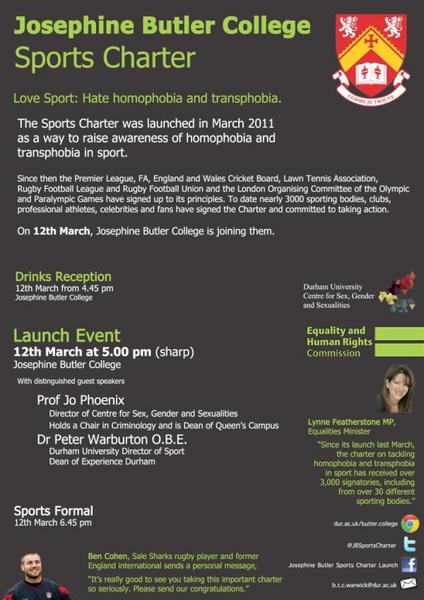 Josephine Butler College
Sports Charter
Love Sport: Hate homophobia and transphobia.
The Sports Charter was launched in March 2011
as a way to raise awareness of homophobia and
transphobia in sport.
Since then the Premier League, FA, England and Wales Cricket Board, Lawn Tennis Association,
Rugby Football League and Rugby Football Union and the London Organising Committee of the Olympic
and Paralympic Games have signed up to its principles. To date nearly 3000 sporting bodies, clubs,
professional athletes, celebrities and fans have signed the Charter and committed to taking action.
On 12th March, Josephine Butler College is joining them.
COMME JE TROUVE
Drinks Reception
12th March from 4.45 pm
Josephine Butler College
Launch Event
12th March at 5.00 pm (sharp)
Josephine Butler College
With distinguished guest speakers
Prof Jo Phoenix
Director of Centre for Sex, Gender and Sexualities
Holds a Chair in Criminology and is Dean of Queen's Campus
Dr Peter Warburton O.B.E.
Durham University Director of Sport
Dean of Experience Durham
Sports Formal
12th March 6.45 pm
Durham University
Centre for Sex, Gender
and Sexualities
Equality and
Human Rights
Commission
Lynne Featherstone MP,
Equalities Minister
"Since its launch last March,
the charter on tackling
homophobia and transphobia
in sport has received over
3,000 signatories, including
from over 30 different
sporting bodies."
dur.ac.uk/butler.college
@JBSportsCharter
Josephine Butler Sports Charter Launch
b.t.c.warwick@dur.ac.uk
Ben Cohen, Sale Sharks rugby player and former
England international sends a personal message,
"It's really good to see you taking this important charter
so seriously. Please send our congratulations."